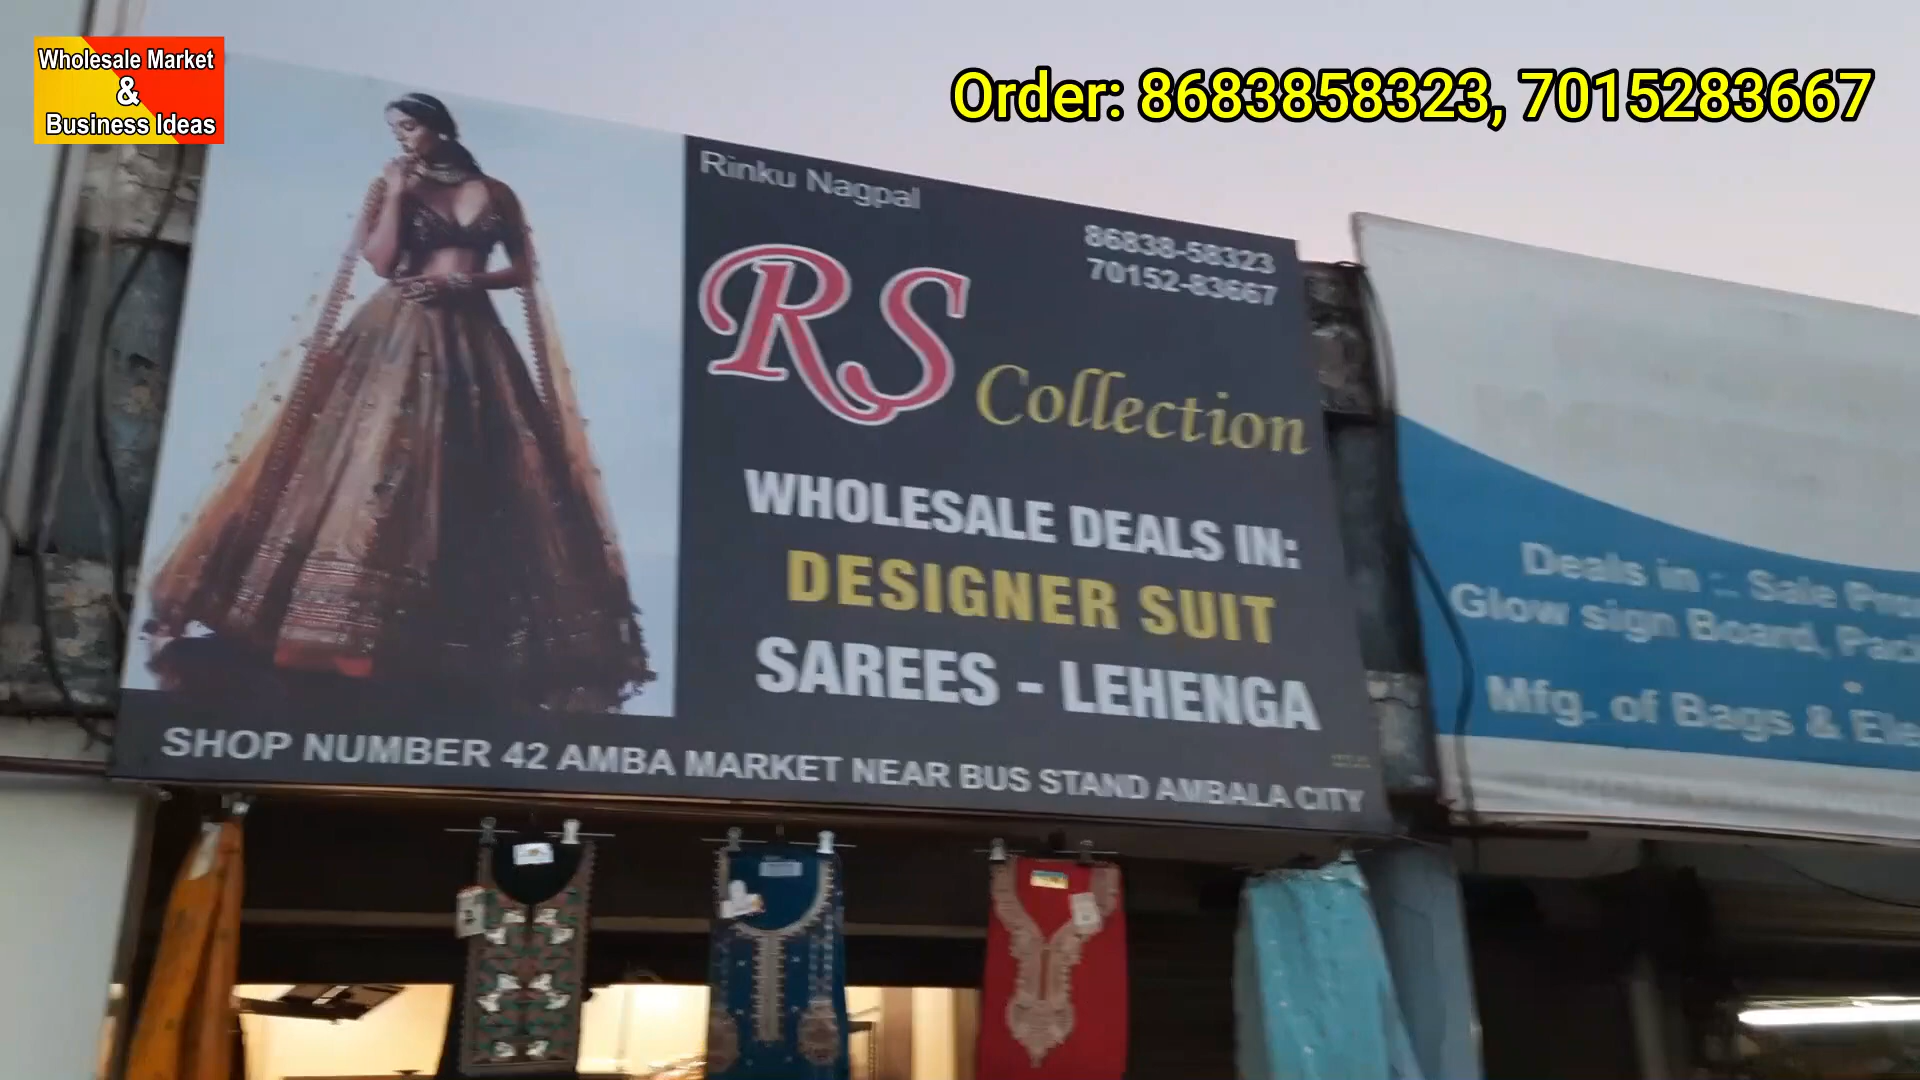 Wholesale Market
&
Business Ideas
Order: 8683858323, 7015283667
Rinku Nagpal
86838-58323
70152-83667
RS Collection
WHOLESALE DEALS IN:
DESIGNER SUIT
SAREES - LEHENGA
SHOP NUMBER 42 AMBA MARKET NEAR BUS STAND AMBALA CITY
Deals in :. Sale
Glow sign Board,
Mfg. of Bags &